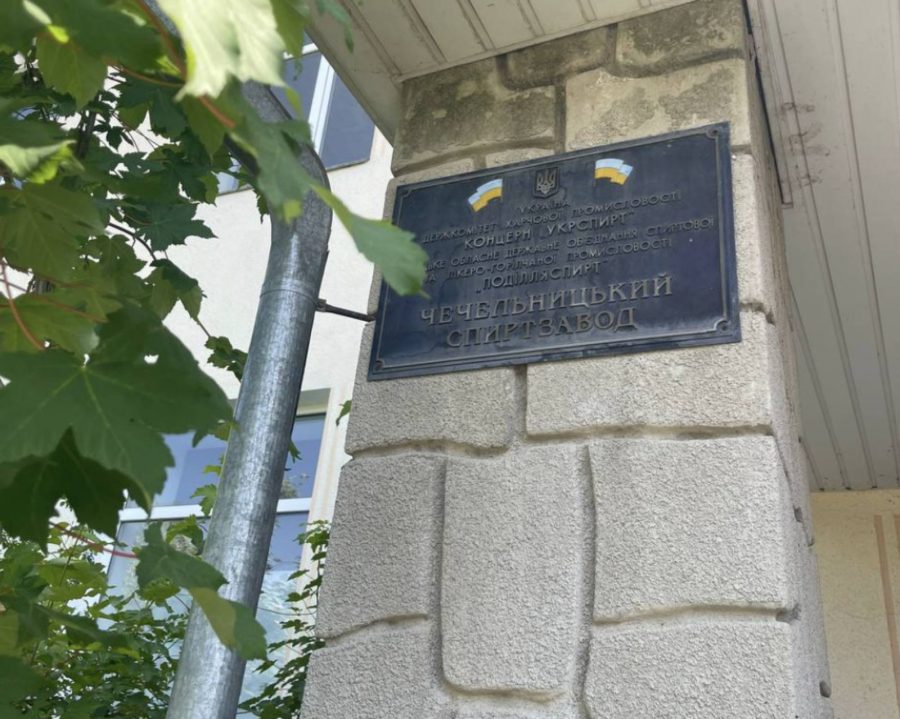 УКРАЇНА
ДЕРЖКОМІТЕТ ХАРЧОВОЇ ПРОМИСЛОВОСТІ
КОНЦЕРН „УКРСПИРТ"
ОБЛАСНЕ ДЕРЖАВНЕ ОБ'ЄДНАННЯ СПИРТОВОЇ
ЛІКЕРО-ГОРІЛЧАНОЇ ПРОМИСЛОВОСТІ
„ПОДІЛЛЯСПИРТ"
ЧЕЧЕЛЬНИЦЬКИЙ
СПИРТЗАВОД